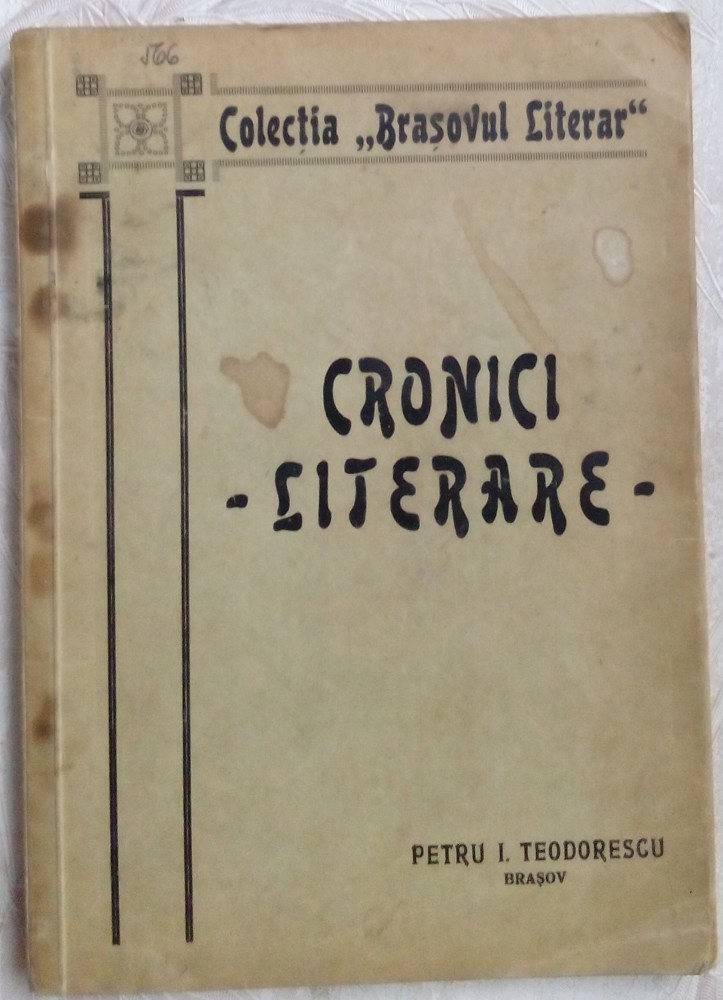 566
Colecția „Brașovul Literar“
CRONICI
- LITERARE -
PETRU I. TEODORESCU
BRAȘOV